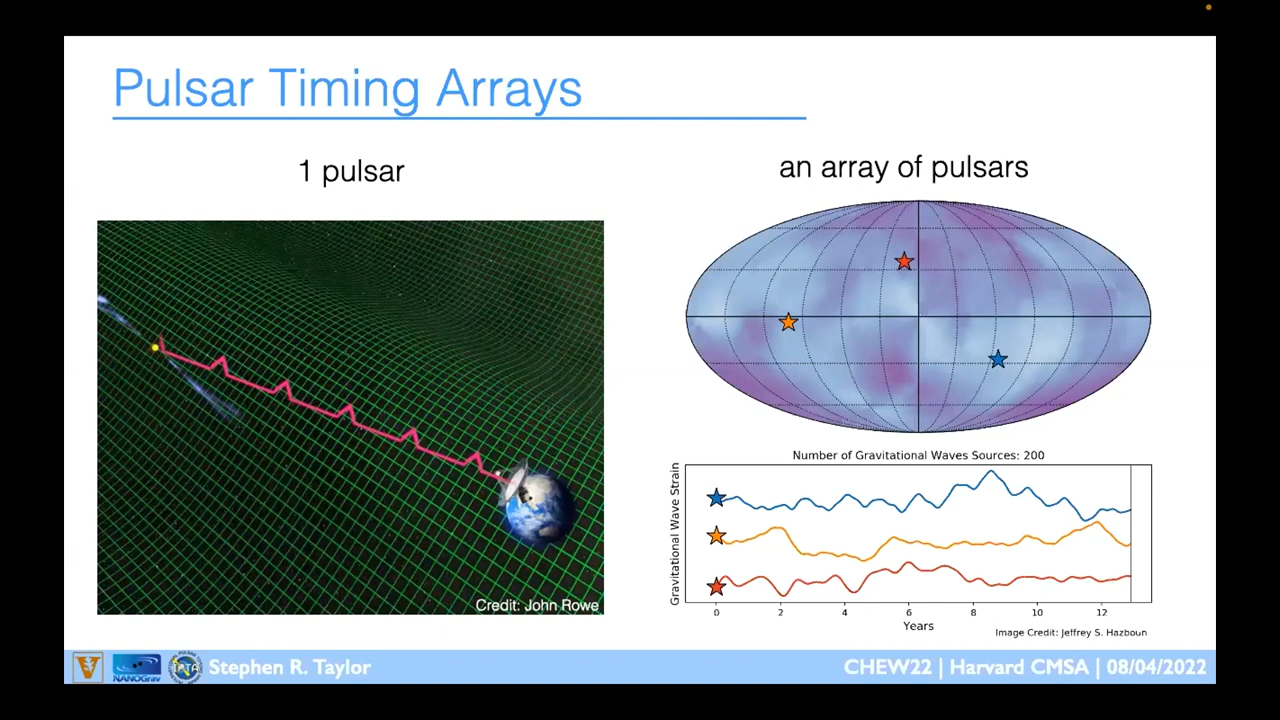 Pulsar Timing Arrays
1 pulsar
an array of pulsars
Credit: John Rowe
Number of Gravitational Waves Sources: 200
Gravitational Wave Strain
0 2 4 6 8 10 12
Years
Image Credit: Jeffrey S. Hazboun
NANOGrav
IPTA
Stephen R. Taylor
CHEW22 | Harvard CMSA | 08/04/2022